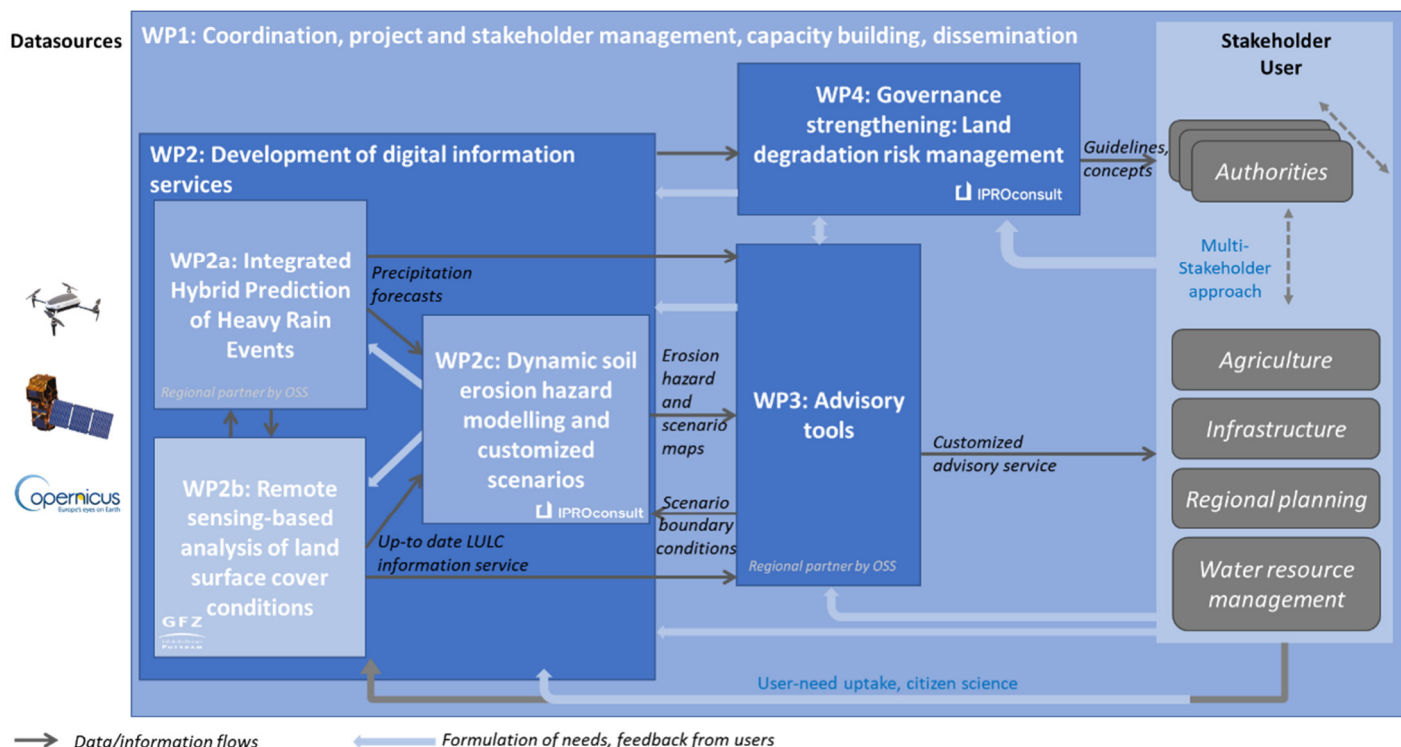 Datasources
WP1: Coordination, project and stakeholder management, capacity building, dissemination
Stakeholder
User
WP4: Governance
strengthening: Land
degradation risk management
IPROconsult
Guidelines,
concepts
Authorities
WP2: Development of digital information
services
WP2a: Integrated
Hybrid Prediction
of Heavy Rain
Events
Regional partner by OSS
Precipitation
forecasts
Multi-
Stakeholder
approach
WP2c: Dynamic soil
erosion hazard
modelling and
customized
scenarios
IPROconsult
Erosion
hazard
and
scenario
maps
WP3: Advisory
tools
Regional partner by OSS
Customized
advisory service
Agriculture
Infrastructure
Regional planning
Water resource
management
opernicus
Europe's eyes on Earth
WP2b: Remote
sensing-based
analysis of land
surface cover
conditions
GFZ
POTSDAM
Up-to date LULC
information service
Scenario
boundary
conditions
User-need uptake, citizen science
Data/information flows
Formulation of needs, feedback from users